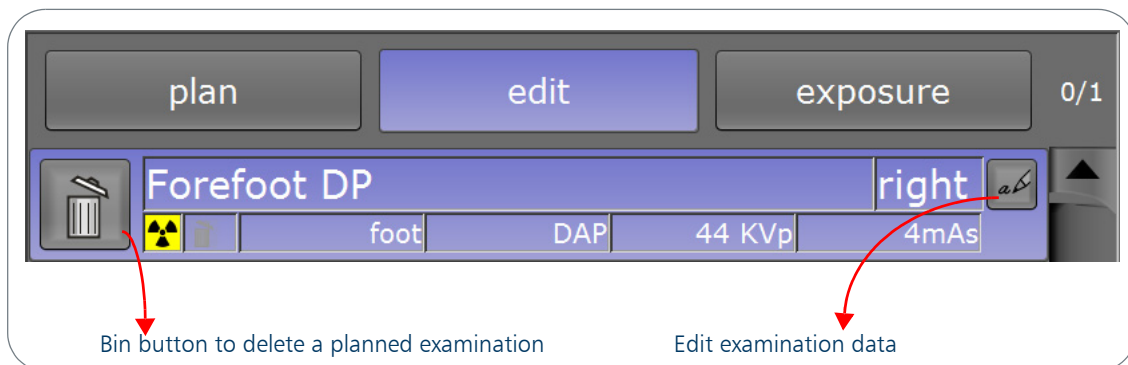 plan edit exposure 0/1
Forefoot DP right a
foot DAP 44 KVp 4mAs
Bin button to delete a planned examination Edit examination data